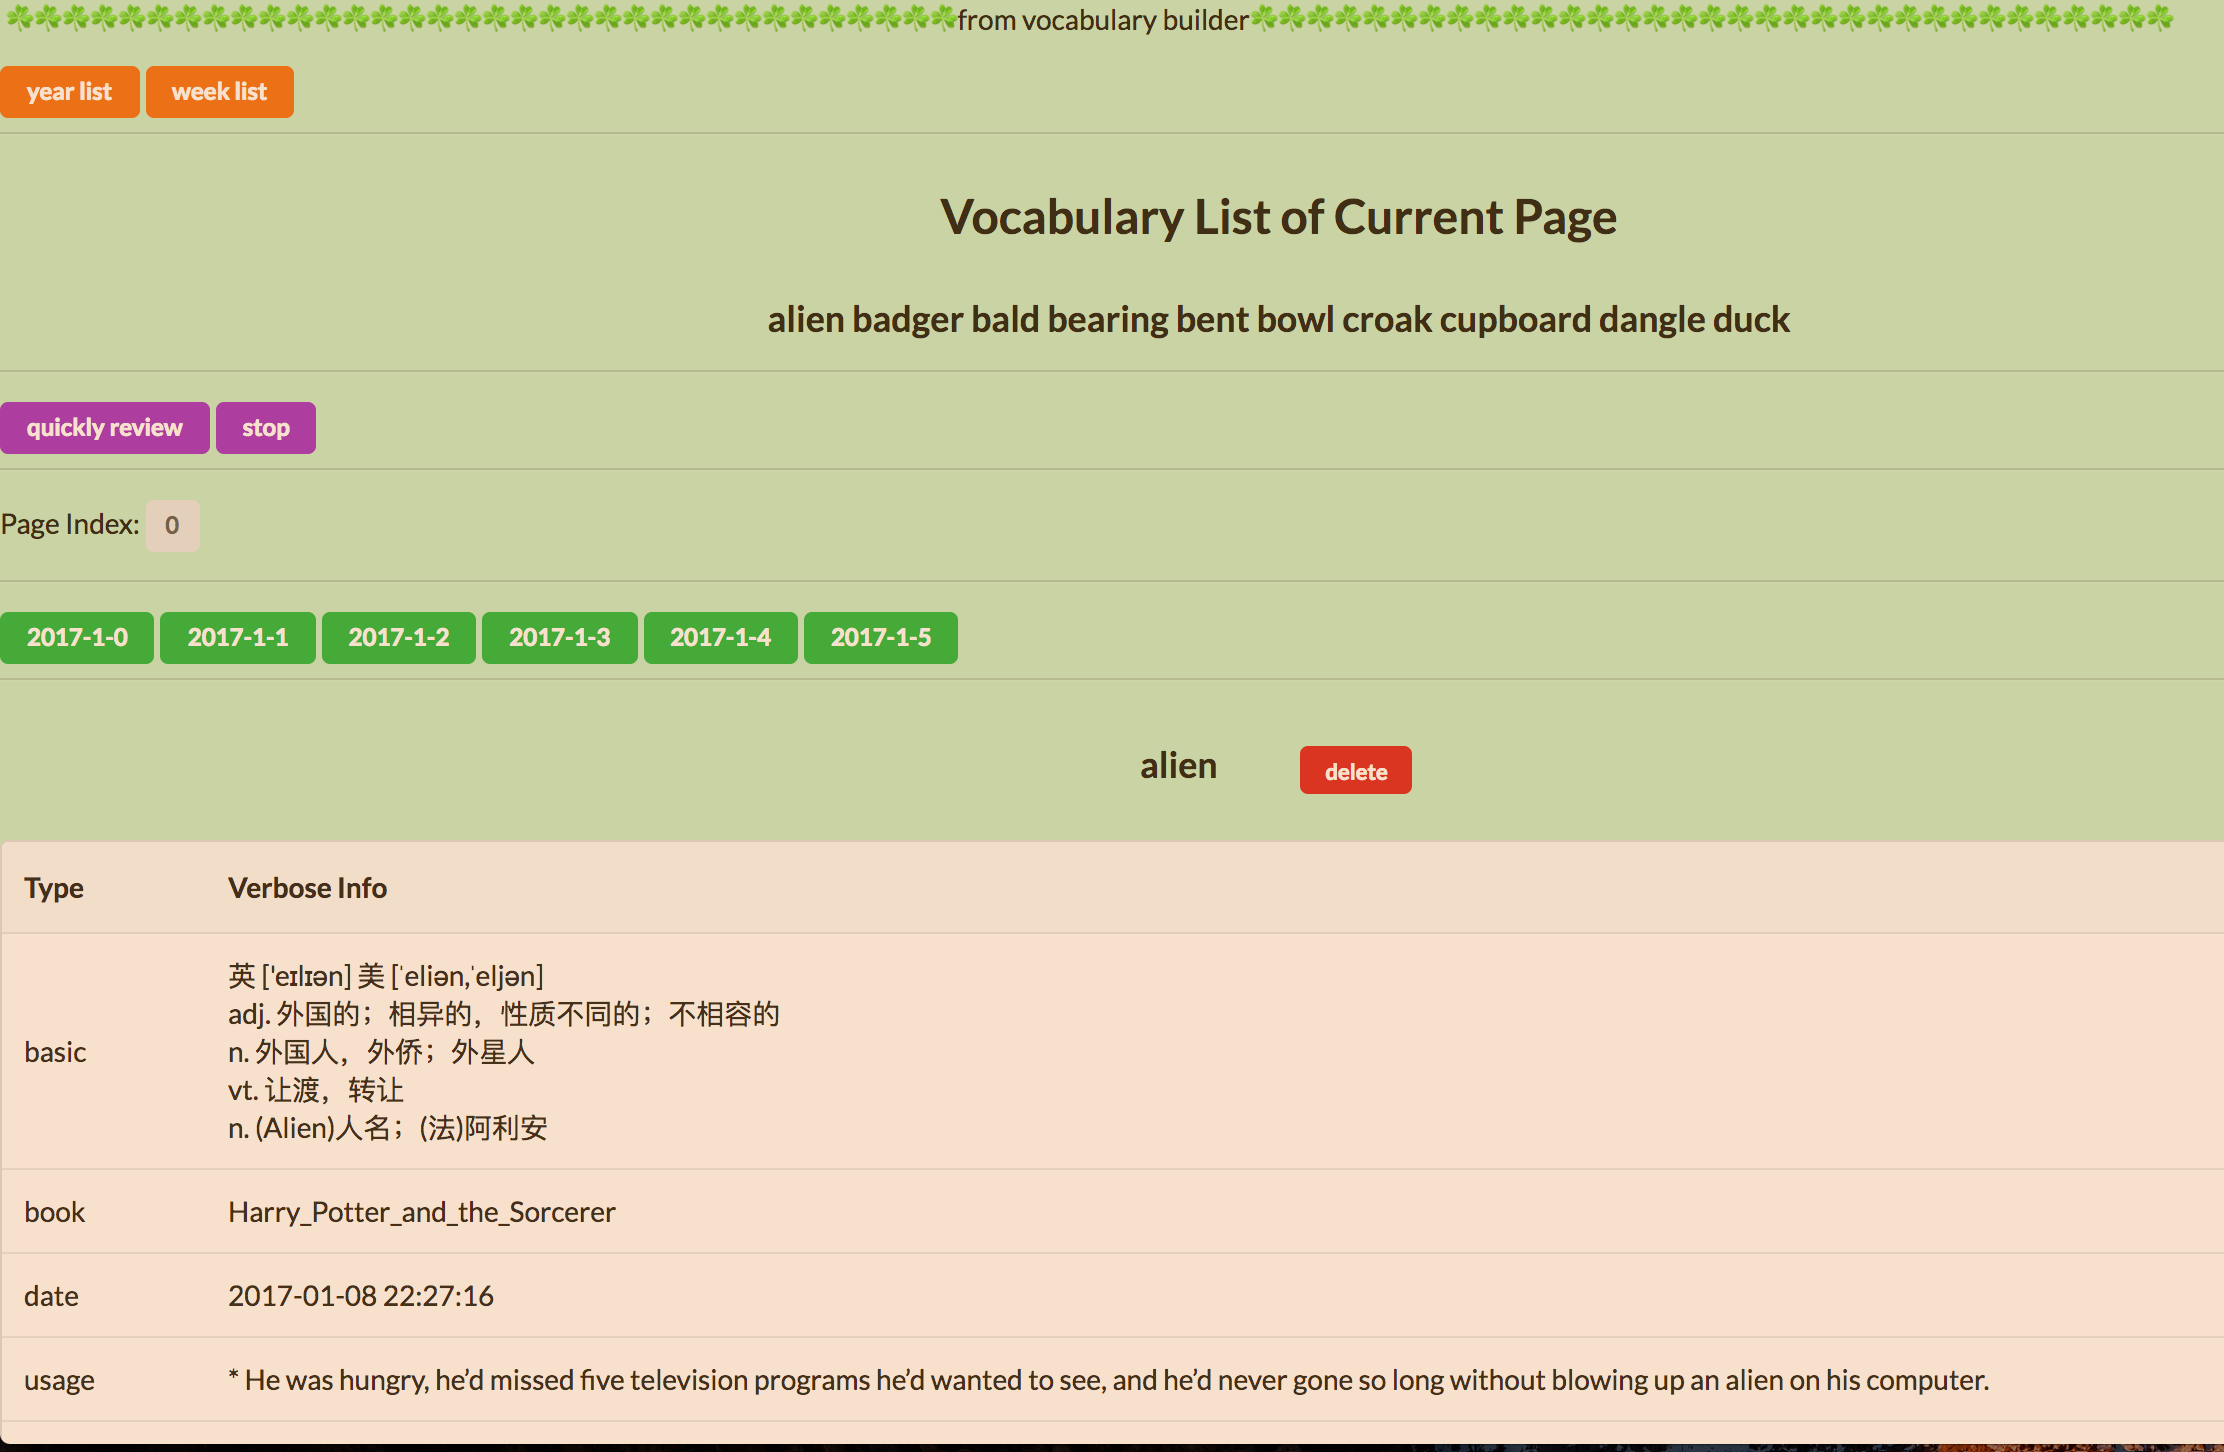 ☘☘☘☘☘☘☘☘☘☘☘☘☘☘☘☘☘☘☘☘☘☘☘☘☘☘☘☘☘☘☘☘☘☘from vocabulary builder☘☘☘☘☘☘☘☘☘☘☘☘☘☘☘☘☘☘☘☘☘☘☘☘☘☘☘☘☘☘☘☘☘
year list week list
Vocabulary List of Current Page
alien badger bald bearing bent bowl croak cupboard dangle duck
quickly review stop
Page Index: 0
2017-1-0 2017-1-1 2017-1-2 2017-1-3 2017-1-4 2017-1-5
alien delete
Type Verbose Info
basic
英 ['eɪlɪən] 美 [ˈeliən,ˈeljən]
adj. 外国的；相异的，性质不同的；不相容的
n. 外国人，外侨；外星人
vt. 让渡，转让
n. (Alien)人名；(法)阿利安
book Harry_Potter_and_the_Sorcerer
date 2017-01-08 22:27:16
usage * He was hungry, he’d missed five television programs he’d wanted to see, and he’d never gone so long without blowing up an alien on his computer.